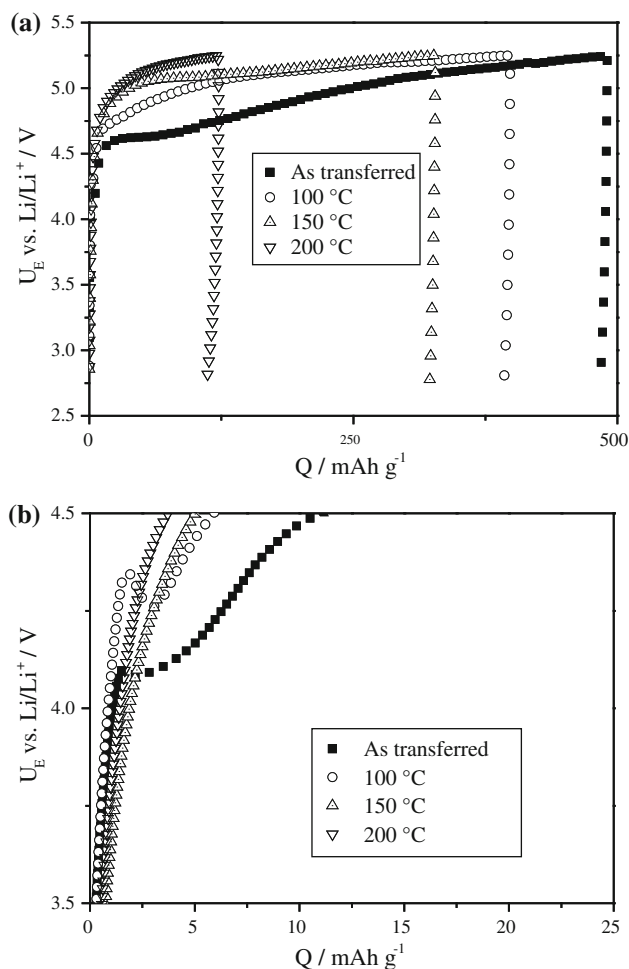 (a)
5.5
5.0
4.5
4.0
3.5
3.0
2.5
U_E vs. Li/Li⁺ / V
As transferred
100 °C
150 °C
200 °C
0
250
500
Q / mAh g⁻¹
(b)
4.5
4.0
3.5
U_E vs. Li/Li⁺ / V
As transferred
100 °C
150 °C
200 °C
0
5
10
15
20
25
Q / mAh g⁻¹